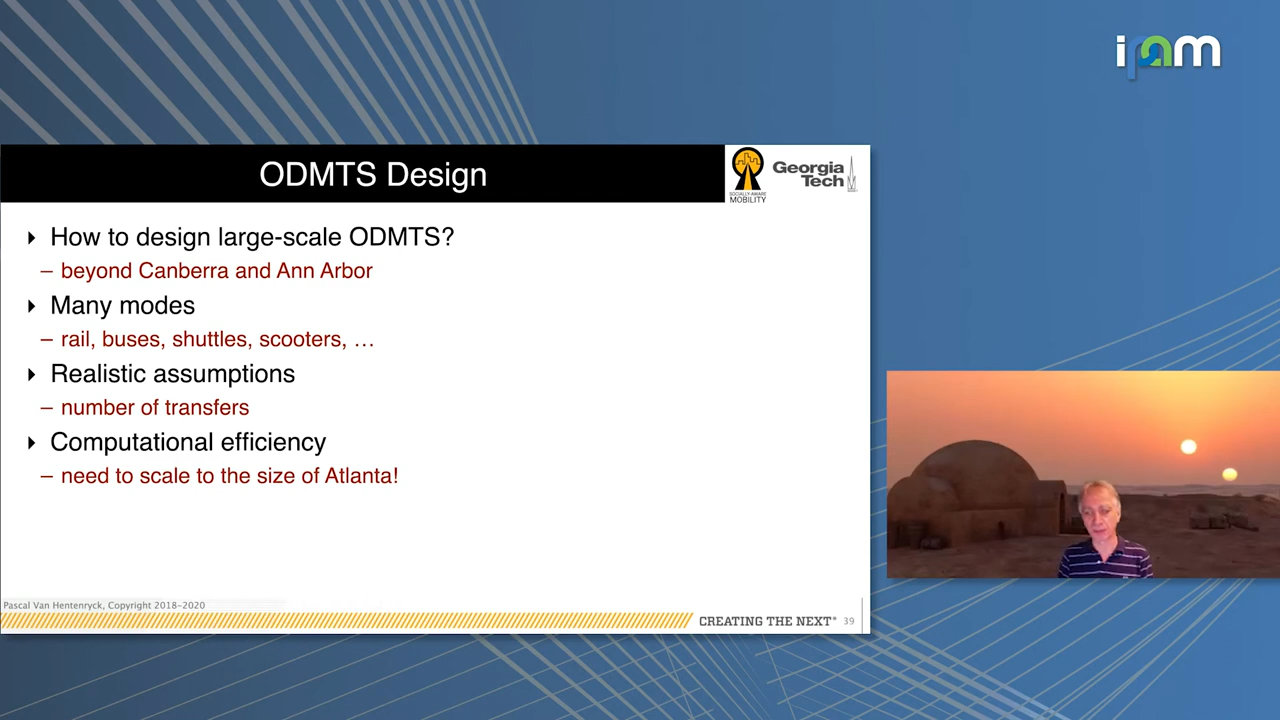 ipam
ODMTS Design
SOCIALLY-AWARE
MOBILITY
Georgia
Tech
How to design large-scale ODMTS?
– beyond Canberra and Ann Arbor
Many modes
– rail, buses, shuttles, scooters, …
Realistic assumptions
– number of transfers
Computational efficiency
– need to scale to the size of Atlanta!
Pascal Van Hentenryck, Copyright 2018-2020
CREATING THE NEXT® 39